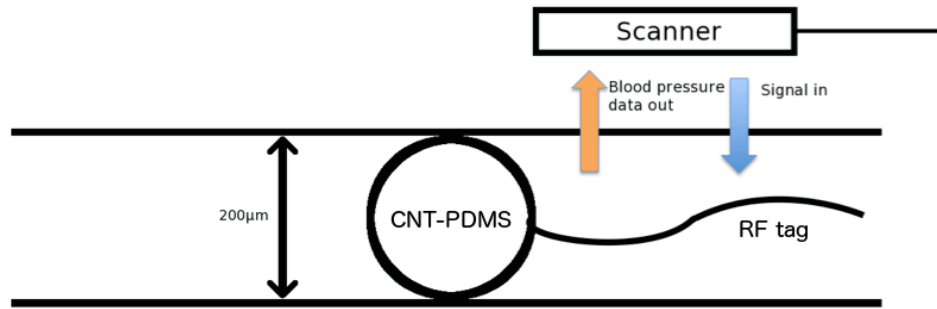 Scanner
Blood pressure
data out
Signal in
200µm
CNT-PDMS
RF tag